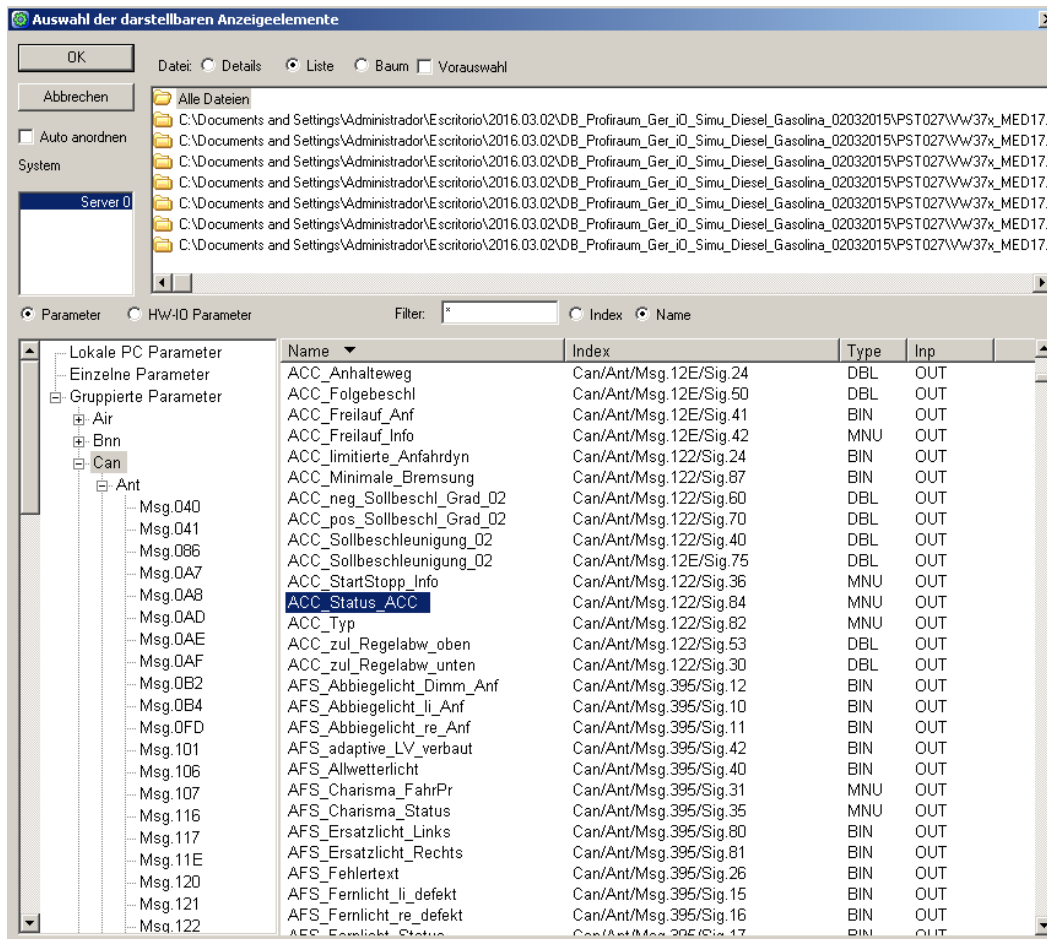 Auswahl der darstellbaren Anzeigeelemente
OK
Datei: Details Liste Baum Vorauswahl
Abbrechen
Auto anordnen
System
Server 0
Alle Dateien
C:\Documents and Settings\Administrador\Escritorio\2016.03.02\DB_Profiraum_Ger_iO_Simu_Diesel_Gasolina_02032015\PST027\VW37x_MED17.
C:\Documents and Settings\Administrador\Escritorio\2016.03.02\DB_Profiraum_Ger_iO_Simu_Diesel_Gasolina_02032015\PST027\VW37x_MED17.
C:\Documents and Settings\Administrador\Escritorio\2016.03.02\DB_Profiraum_Ger_iO_Simu_Diesel_Gasolina_02032015\PST027\VW37x_MED17.
C:\Documents and Settings\Administrador\Escritorio\2016.03.02\DB_Profiraum_Ger_iO_Simu_Diesel_Gasolina_02032015\PST027\VW37x_MED17.
C:\Documents and Settings\Administrador\Escritorio\2016.03.02\DB_Profiraum_Ger_iO_Simu_Diesel_Gasolina_02032015\PST027\VW37x_MED17.
C:\Documents and Settings\Administrador\Escritorio\2016.03.02\DB_Profiraum_Ger_iO_Simu_Diesel_Gasolina_02032015\PST027\VW37x_MED17.
C:\Documents and Settings\Administrador\Escritorio\2016.03.02\DB_Profiraum_Ger_iO_Simu_Diesel_Gasolina_02032015\PST027\VW37x_MED17.
Parameter HW-IO Parameter Filter: * Index Name
Lokale PC Parameter
Einzelne Parameter
Gruppierte Parameter
Air
Bnn
Can
Ant
Msg.040
Msg.041
Msg.086
Msg.0A7
Msg.0A8
Msg.0AD
Msg.0AE
Msg.0AF
Msg.0B2
Msg.0B4
Msg.0FD
Msg.101
Msg.106
Msg.107
Msg.116
Msg.117
Msg.11E
Msg.120
Msg.121
Msg.122
Name Index Type Inp
ACC_Anhalteweg Can/Ant/Msg.12E/Sig.24 DBL OUT
ACC_Folgebeschl Can/Ant/Msg.12E/Sig.50 DBL OUT
ACC_Freilauf_Anf Can/Ant/Msg.12E/Sig.41 BIN OUT
ACC_Freilauf_Info Can/Ant/Msg.12E/Sig.42 MNU OUT
ACC_limitierte_Anfahrdyn Can/Ant/Msg.122/Sig.24 BIN OUT
ACC_Minimale_Bremsung Can/Ant/Msg.122/Sig.87 BIN OUT
ACC_neg_Sollbeschl_Grad_02 Can/Ant/Msg.122/Sig.60 DBL OUT
ACC_pos_Sollbeschl_Grad_02 Can/Ant/Msg.122/Sig.70 DBL OUT
ACC_Sollbeschleunigung_02 Can/Ant/Msg.122/Sig.40 DBL OUT
ACC_Sollbeschleunigung_02 Can/Ant/Msg.12E/Sig.75 DBL OUT
ACC_StartStopp_Info Can/Ant/Msg.122/Sig.36 MNU OUT
ACC_Status_ACC Can/Ant/Msg.122/Sig.84 MNU OUT
ACC_Typ Can/Ant/Msg.122/Sig.82 MNU OUT
ACC_zul_Regelabw_oben Can/Ant/Msg.122/Sig.53 DBL OUT
ACC_zul_Regelabw_unten Can/Ant/Msg.122/Sig.30 DBL OUT
AFS_Abbiegelicht_Dimm_Anf Can/Ant/Msg.395/Sig.12 BIN OUT
AFS_Abbiegelicht_li_Anf Can/Ant/Msg.395/Sig.10 BIN OUT
AFS_Abbiegelicht_re_Anf Can/Ant/Msg.395/Sig.11 BIN OUT
AFS_adaptive_LV_verbaut Can/Ant/Msg.395/Sig.42 BIN OUT
AFS_Allwetterlicht Can/Ant/Msg.395/Sig.40 BIN OUT
AFS_Charisma_FahrPr Can/Ant/Msg.395/Sig.31 MNU OUT
AFS_Charisma_Status Can/Ant/Msg.395/Sig.35 MNU OUT
AFS_Ersatzlicht_Links Can/Ant/Msg.395/Sig.80 BIN OUT
AFS_Ersatzlicht_Rechts Can/Ant/Msg.395/Sig.81 BIN OUT
AFS_Fehlertext Can/Ant/Msg.395/Sig.26 BIN OUT
AFS_Fernlicht_li_defekt Can/Ant/Msg.395/Sig.15 BIN OUT
AFS_Fernlicht_re_defekt Can/Ant/Msg.395/Sig.16 BIN OUT
AFS_Fernlicht_Status Can/Ant/Msg.395/Sig.17 BIN OUT